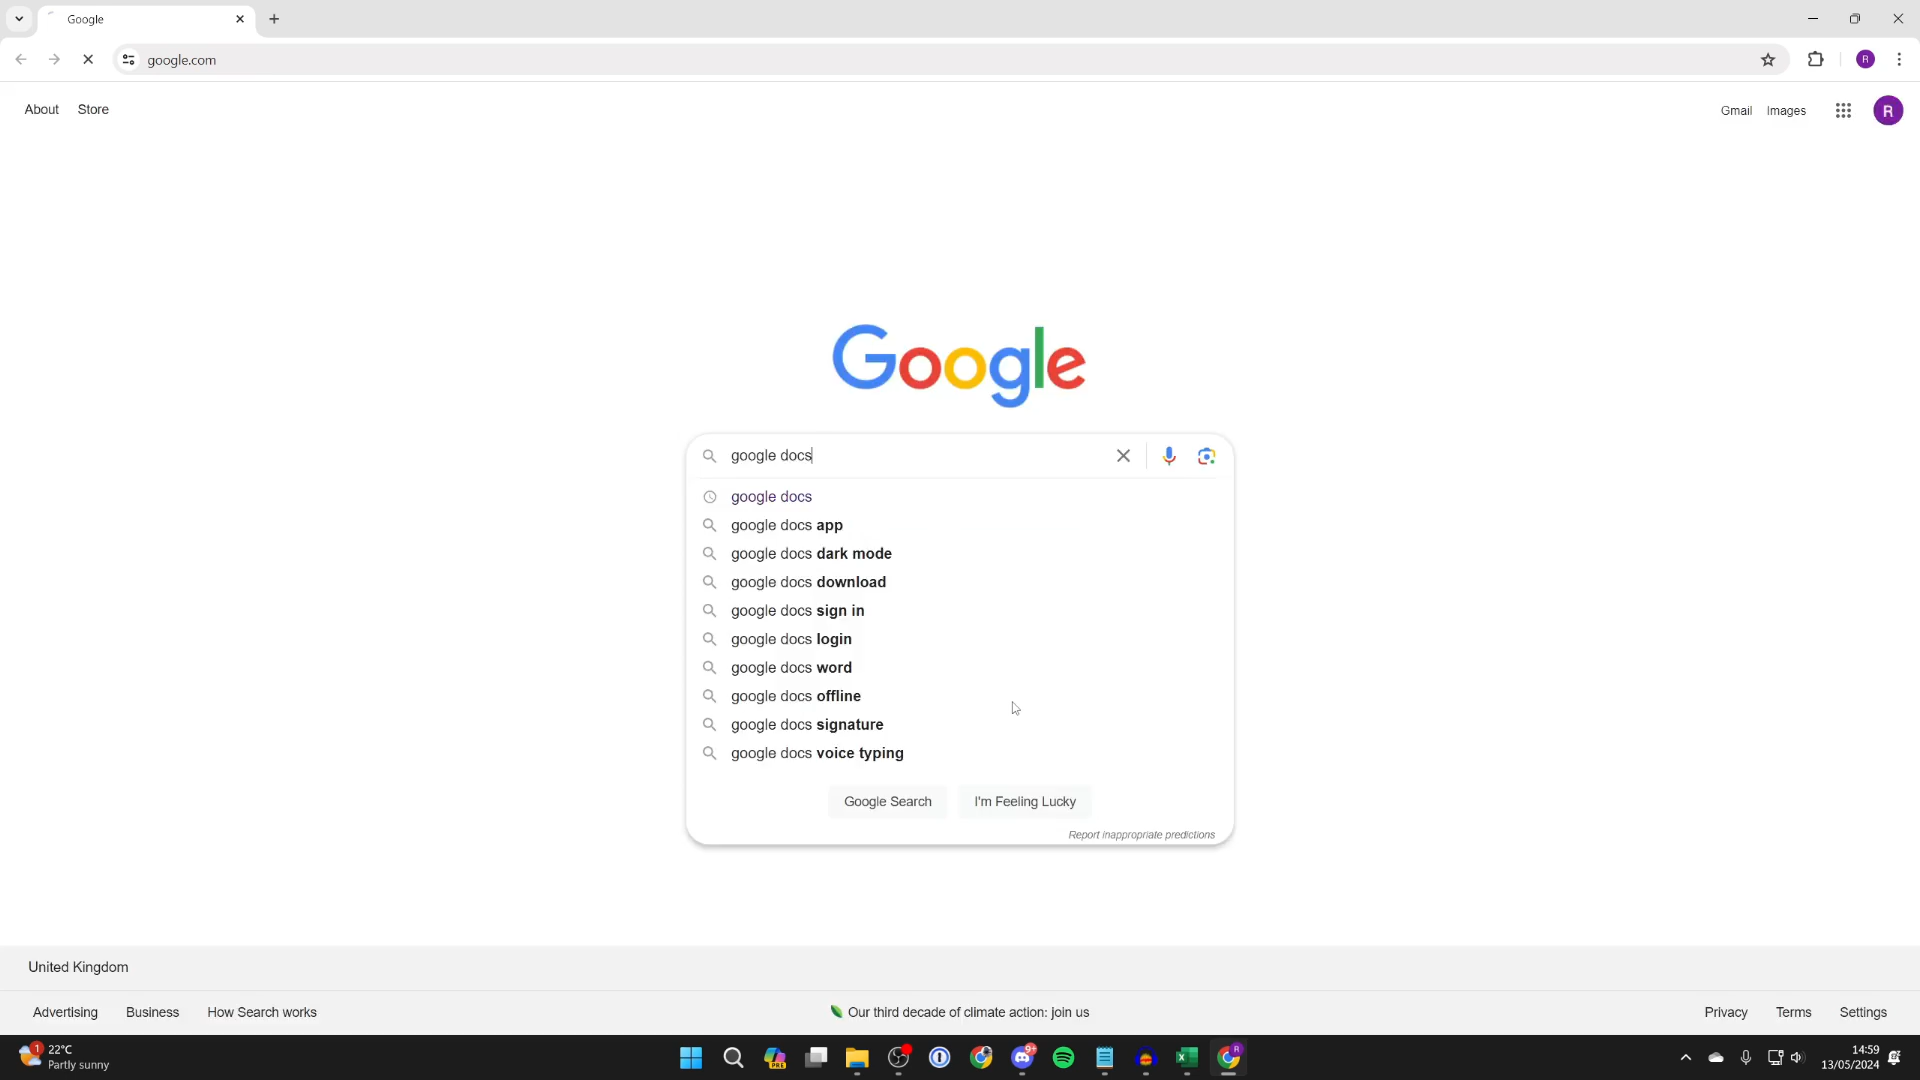 Google
google.com
R
About
Store
Gmail
Images
R
Google
google docs
google docs
google docs app
google docs dark mode
google docs download
google docs sign in
google docs login
google docs word
google docs offline
google docs signature
google docs voice typing
Google Search
I'm Feeling Lucky
Report inappropriate predictions
United Kingdom
Advertising
Business
How Search works
Our third decade of climate action: join us
Privacy
Terms
Settings
1
22°C
Partly sunny
PRE
9+
R
14:59
13/05/2024